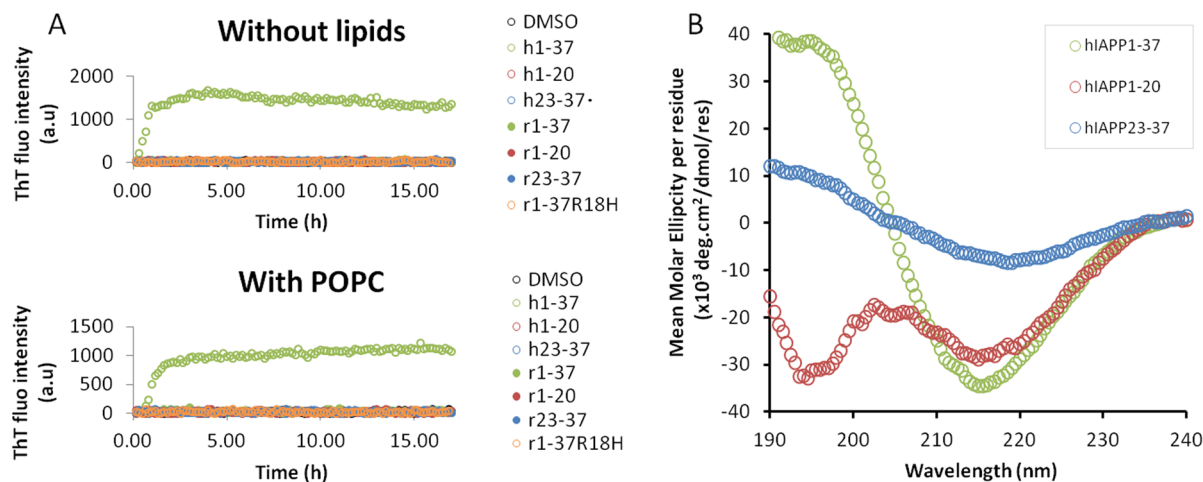 A
Without lipids
ThT fluo intensity
(a.u)
2000
1000
0
0.00 5.00 10.00 15.00
Time (h)
DMSO
h1-37
h1-20
h23-37·
r1-37
r1-20
r23-37
r1-37R18H
With POPC
ThT fluo intensity
(a.u)
1500
1000
500
0
0.00 5.00 10.00 15.00
Time (h)
DMSO
h1-37
h1-20
h23-37
r1-37
r1-20
r23-37
r1-37R18H
B
Mean Molar Ellipcity per residue
(x10³ deg.cm²/dmol/res)
40
30
20
10
0
-10
-20
-30
-40
190 200 210 220 230 240
Wavelength (nm)
hIAPP1-37
hIAPP1-20
hIAPP23-37